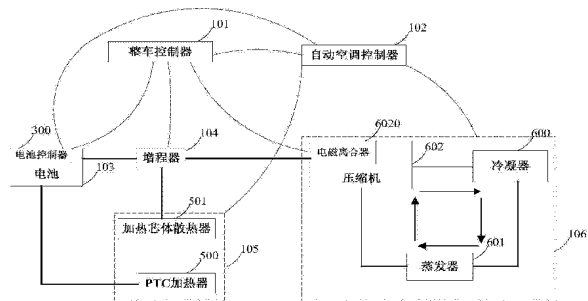 101
整车控制器
102
自动空调控制器
300
电池控制器
电池
103
104
增程器
6020
电磁离合器
压缩机
602
600
冷凝器
501
加热芯体散热器
105
500
PTC加热器
601
蒸发器
106